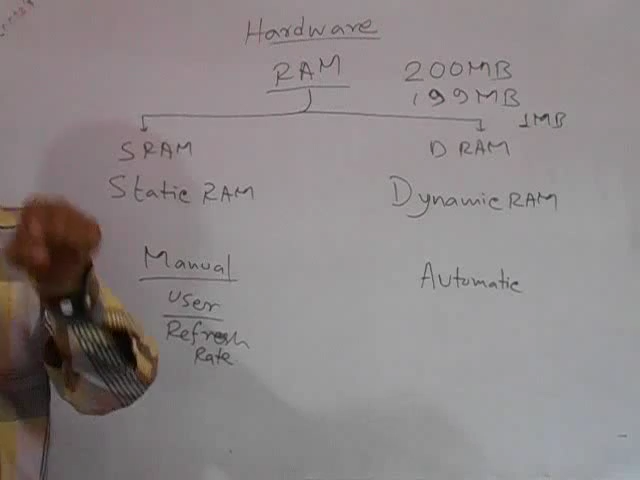 Hardware
RAM
200MB
199MB
1MB
SRAM
DRAM
Static RAM
Dynamic RAM
Manual
User
Refresh
Rate
Automatic